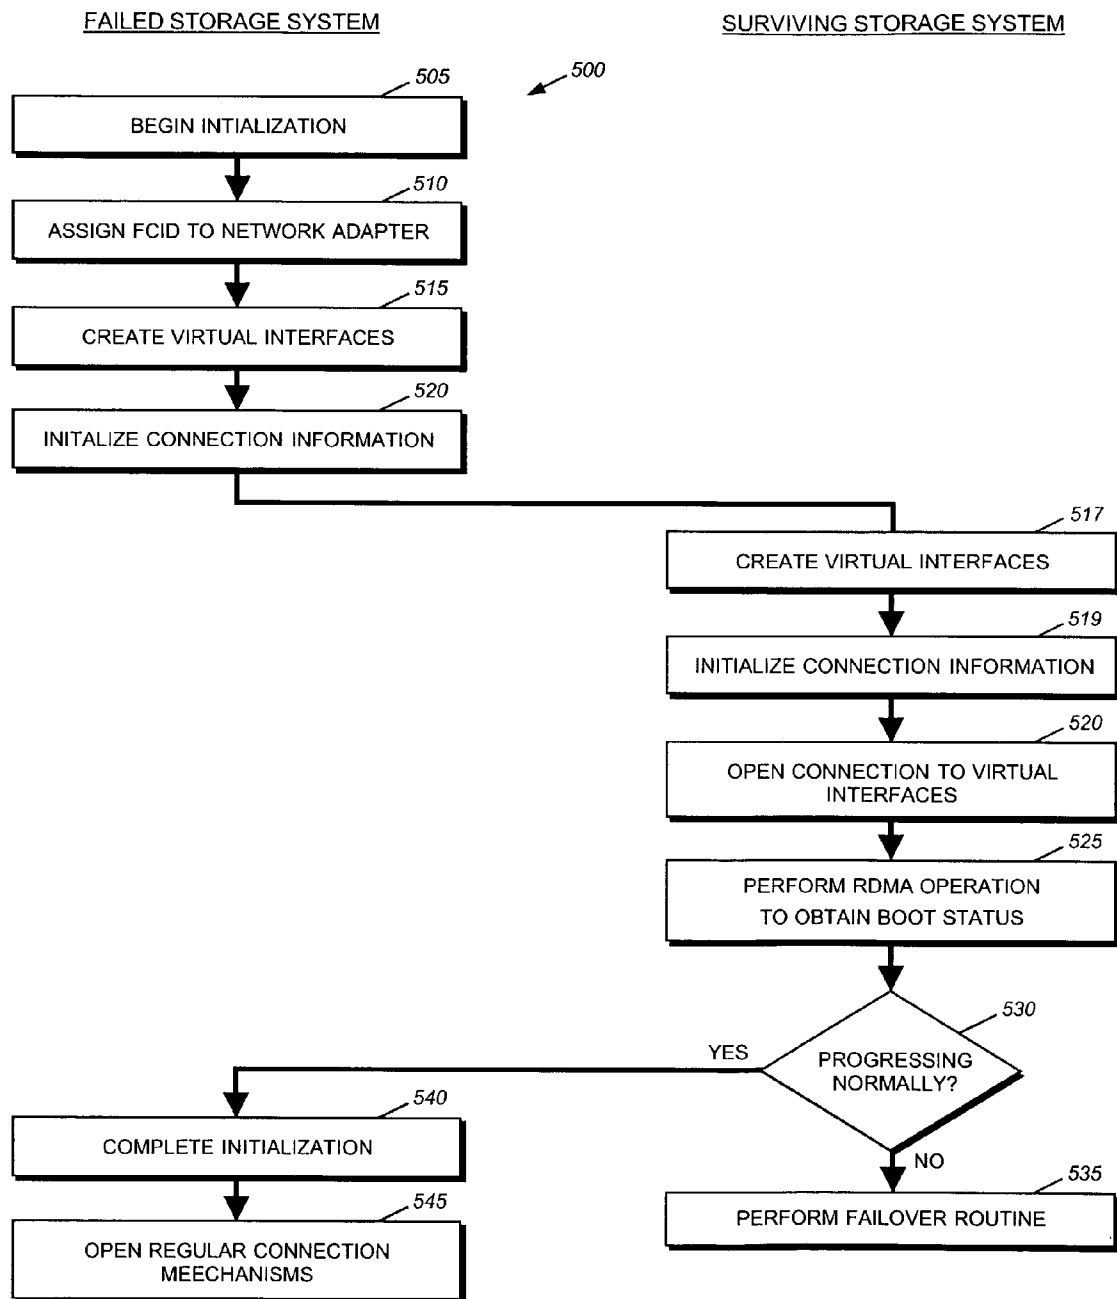 FAILED STORAGE SYSTEM
SURVIVING STORAGE SYSTEM
500
505
BEGIN INTIALIZATION
510
ASSIGN FCID TO NETWORK ADAPTER
515
CREATE VIRTUAL INTERFACES
520
INITALIZE CONNECTION INFORMATION
517
CREATE VIRTUAL INTERFACES
519
INITIALIZE CONNECTION INFORMATION
520
OPEN CONNECTION TO VIRTUAL
INTERFACES
525
PERFORM RDMA OPERATION
TO OBTAIN BOOT STATUS
530
PROGRESSING
NORMALLY?
YES
NO
540
COMPLETE INITIALIZATION
545
OPEN REGULAR CONNECTION
MEECHANISMS
535
PERFORM FAILOVER ROUTINE